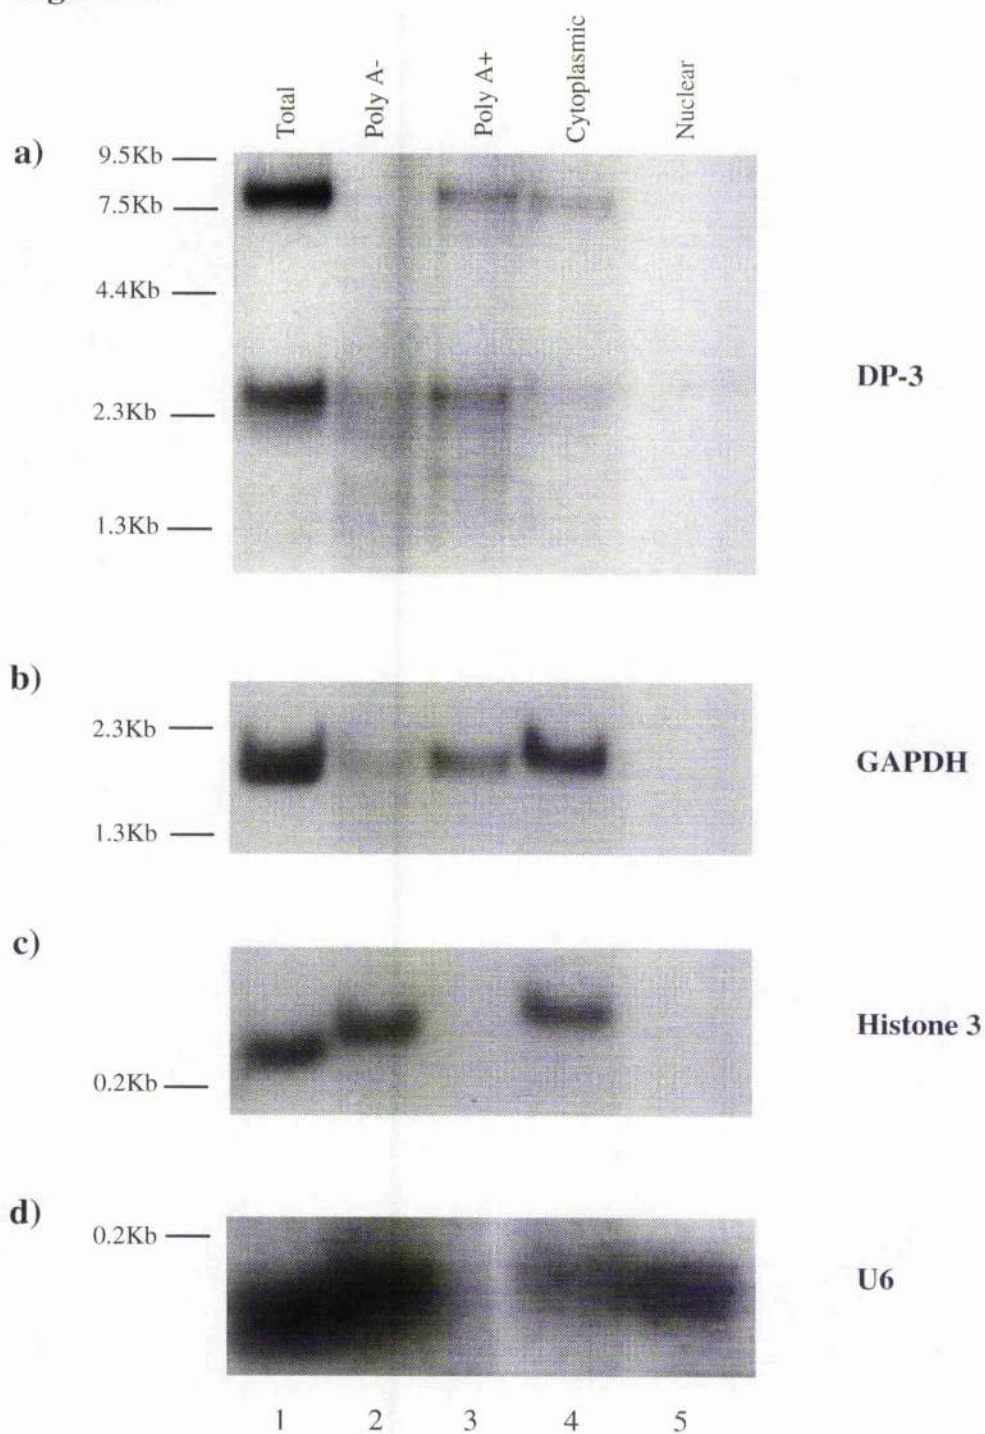 Total
Poly A-
Poly A+
Cytoplasmic
Nuclear
a)
9.5Kb
7.5Kb
4.4Kb
2.3Kb
1.3Kb
DP-3
b)
2.3Kb
1.3Kb
GAPDH
c)
0.2Kb
Histone 3
d)
0.2Kb
U6
1 2 3 4 5